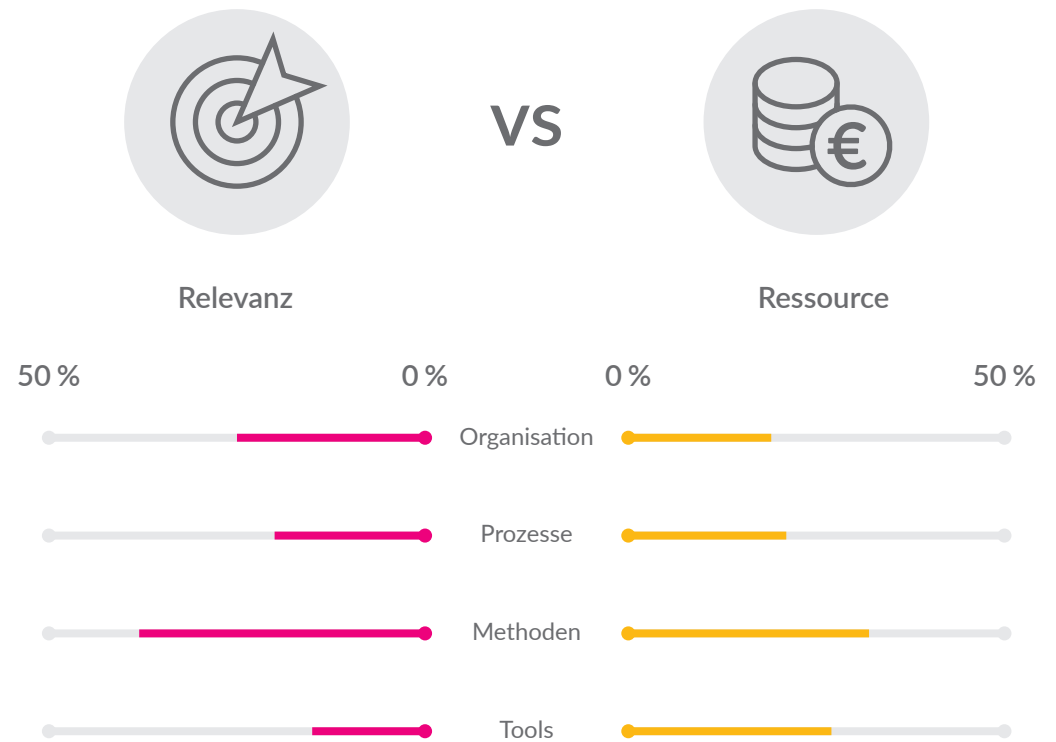 VS
€
Relevanz
Ressource
50 %
0 %
0 %
50 %
Organisation
Prozesse
Methoden
Tools